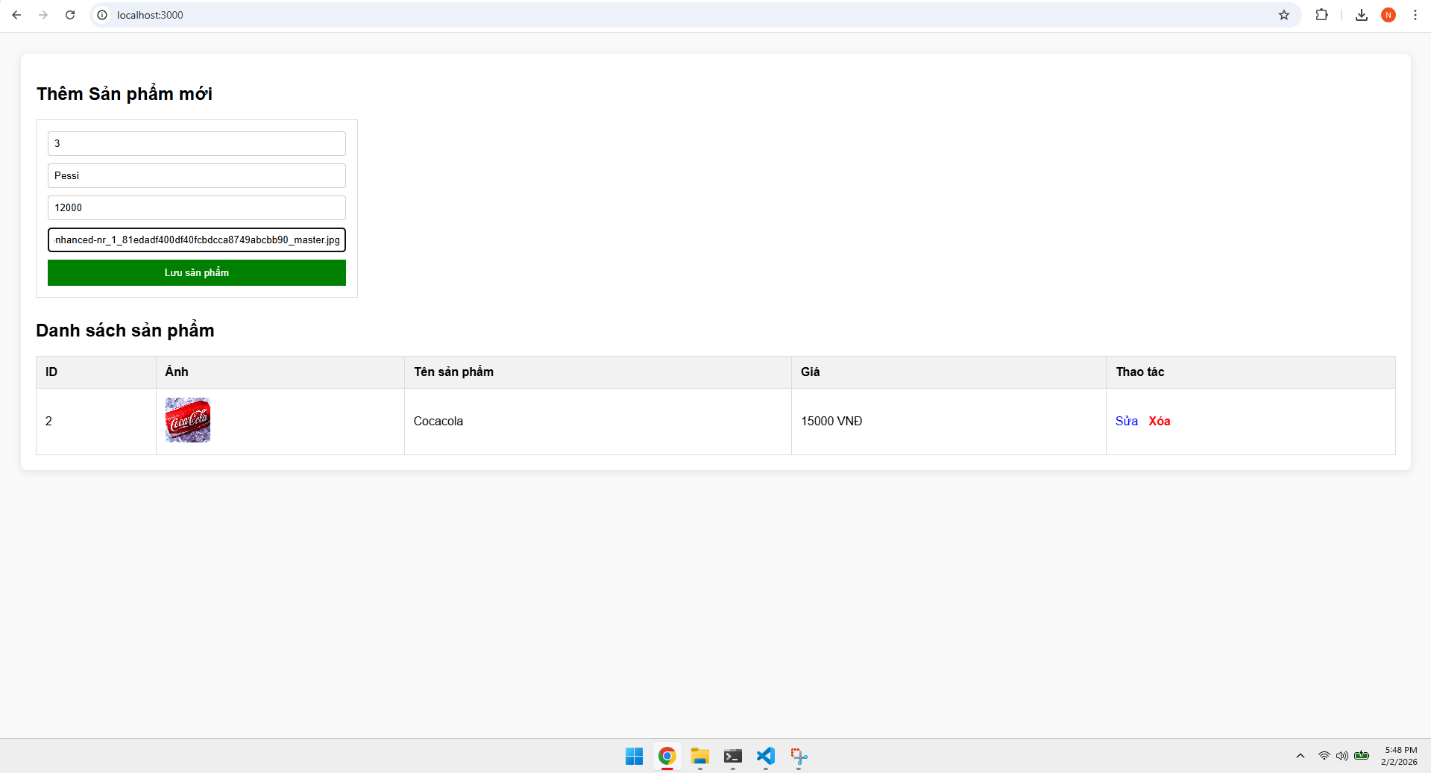 localhost:3000
N
Thêm Sản phẩm mới
3
Pessi
12000
nhanced-nr_1_81edadf400df40fcbdcca8749abcbb90_master.jpg
Lưu sản phẩm
Danh sách sản phẩm
ID Ảnh Tên sản phẩm Giá Thao tác
2 Coca-Cola Cocacola 15000 VNĐ Sửa Xóa
5:48 PM
2/2/2026